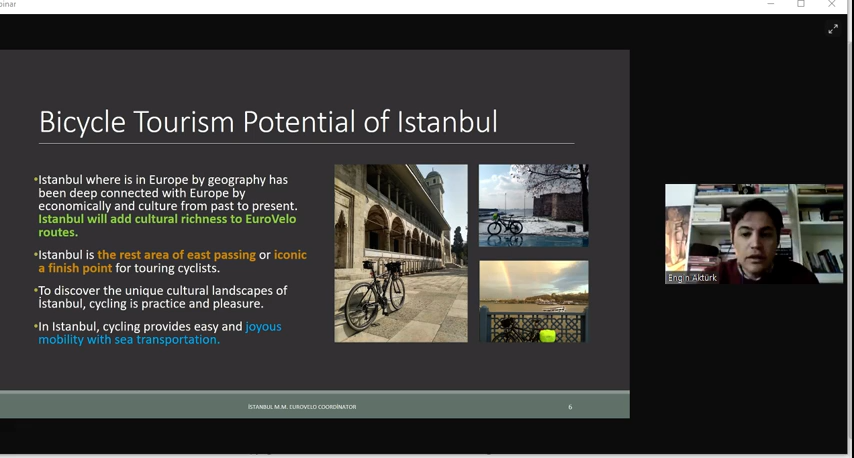 inar
Bicycle Tourism Potential of Istanbul
•Istanbul where is in Europe by geography has
been deep connected with Europe by
economically and culture from past to present.
Istanbul will add cultural richness to EuroVelo
routes.
•Istanbul is the rest area of east passing or iconic
a finish point for touring cyclists.
•To discover the unique cultural landscapes of
İstanbul, cycling is practice and pleasure.
•In Istanbul, cycling provides easy and joyous
mobility with sea transportation.
Engin Aktürk
İSTANBUL M.M. EUROVELO COORDİNATOR
6